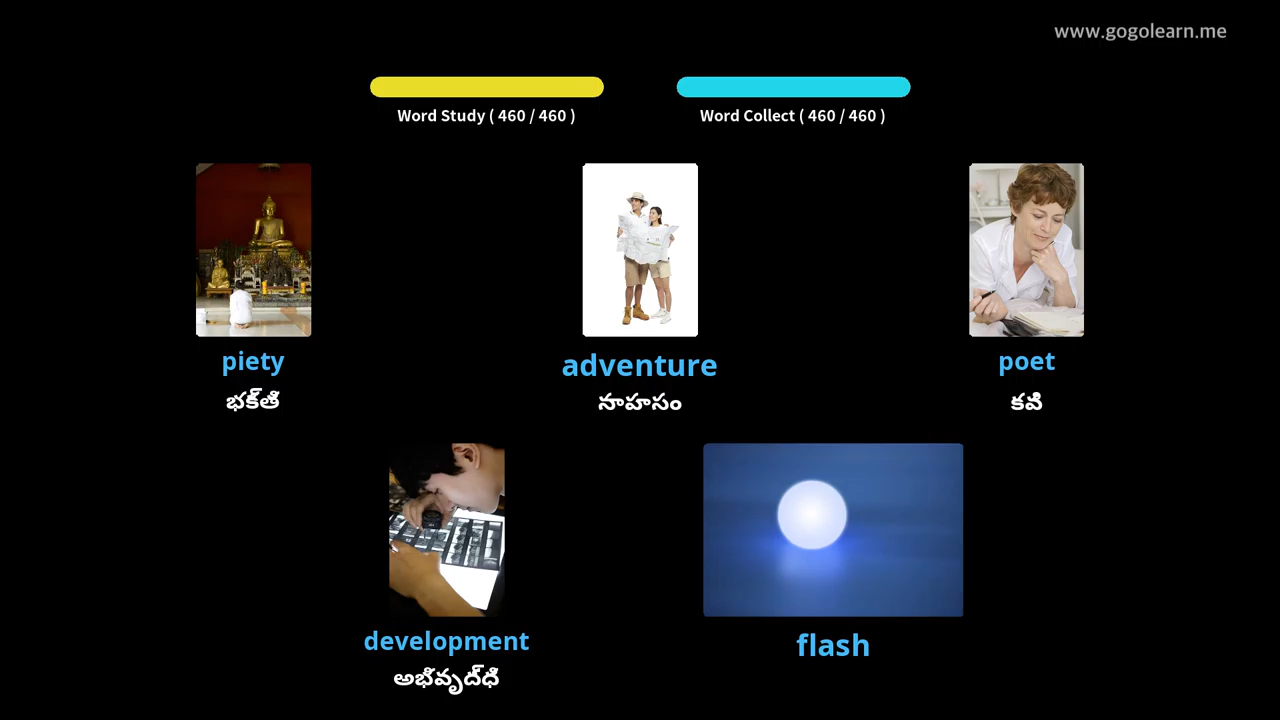 www.gogolearn.me
Word Study ( 460 / 460 )
Word Collect ( 460 / 460 )
piety
adventure
poet
భక్‌తి
సాహసం
కవి
development
flash
అభివృద్‌ధి